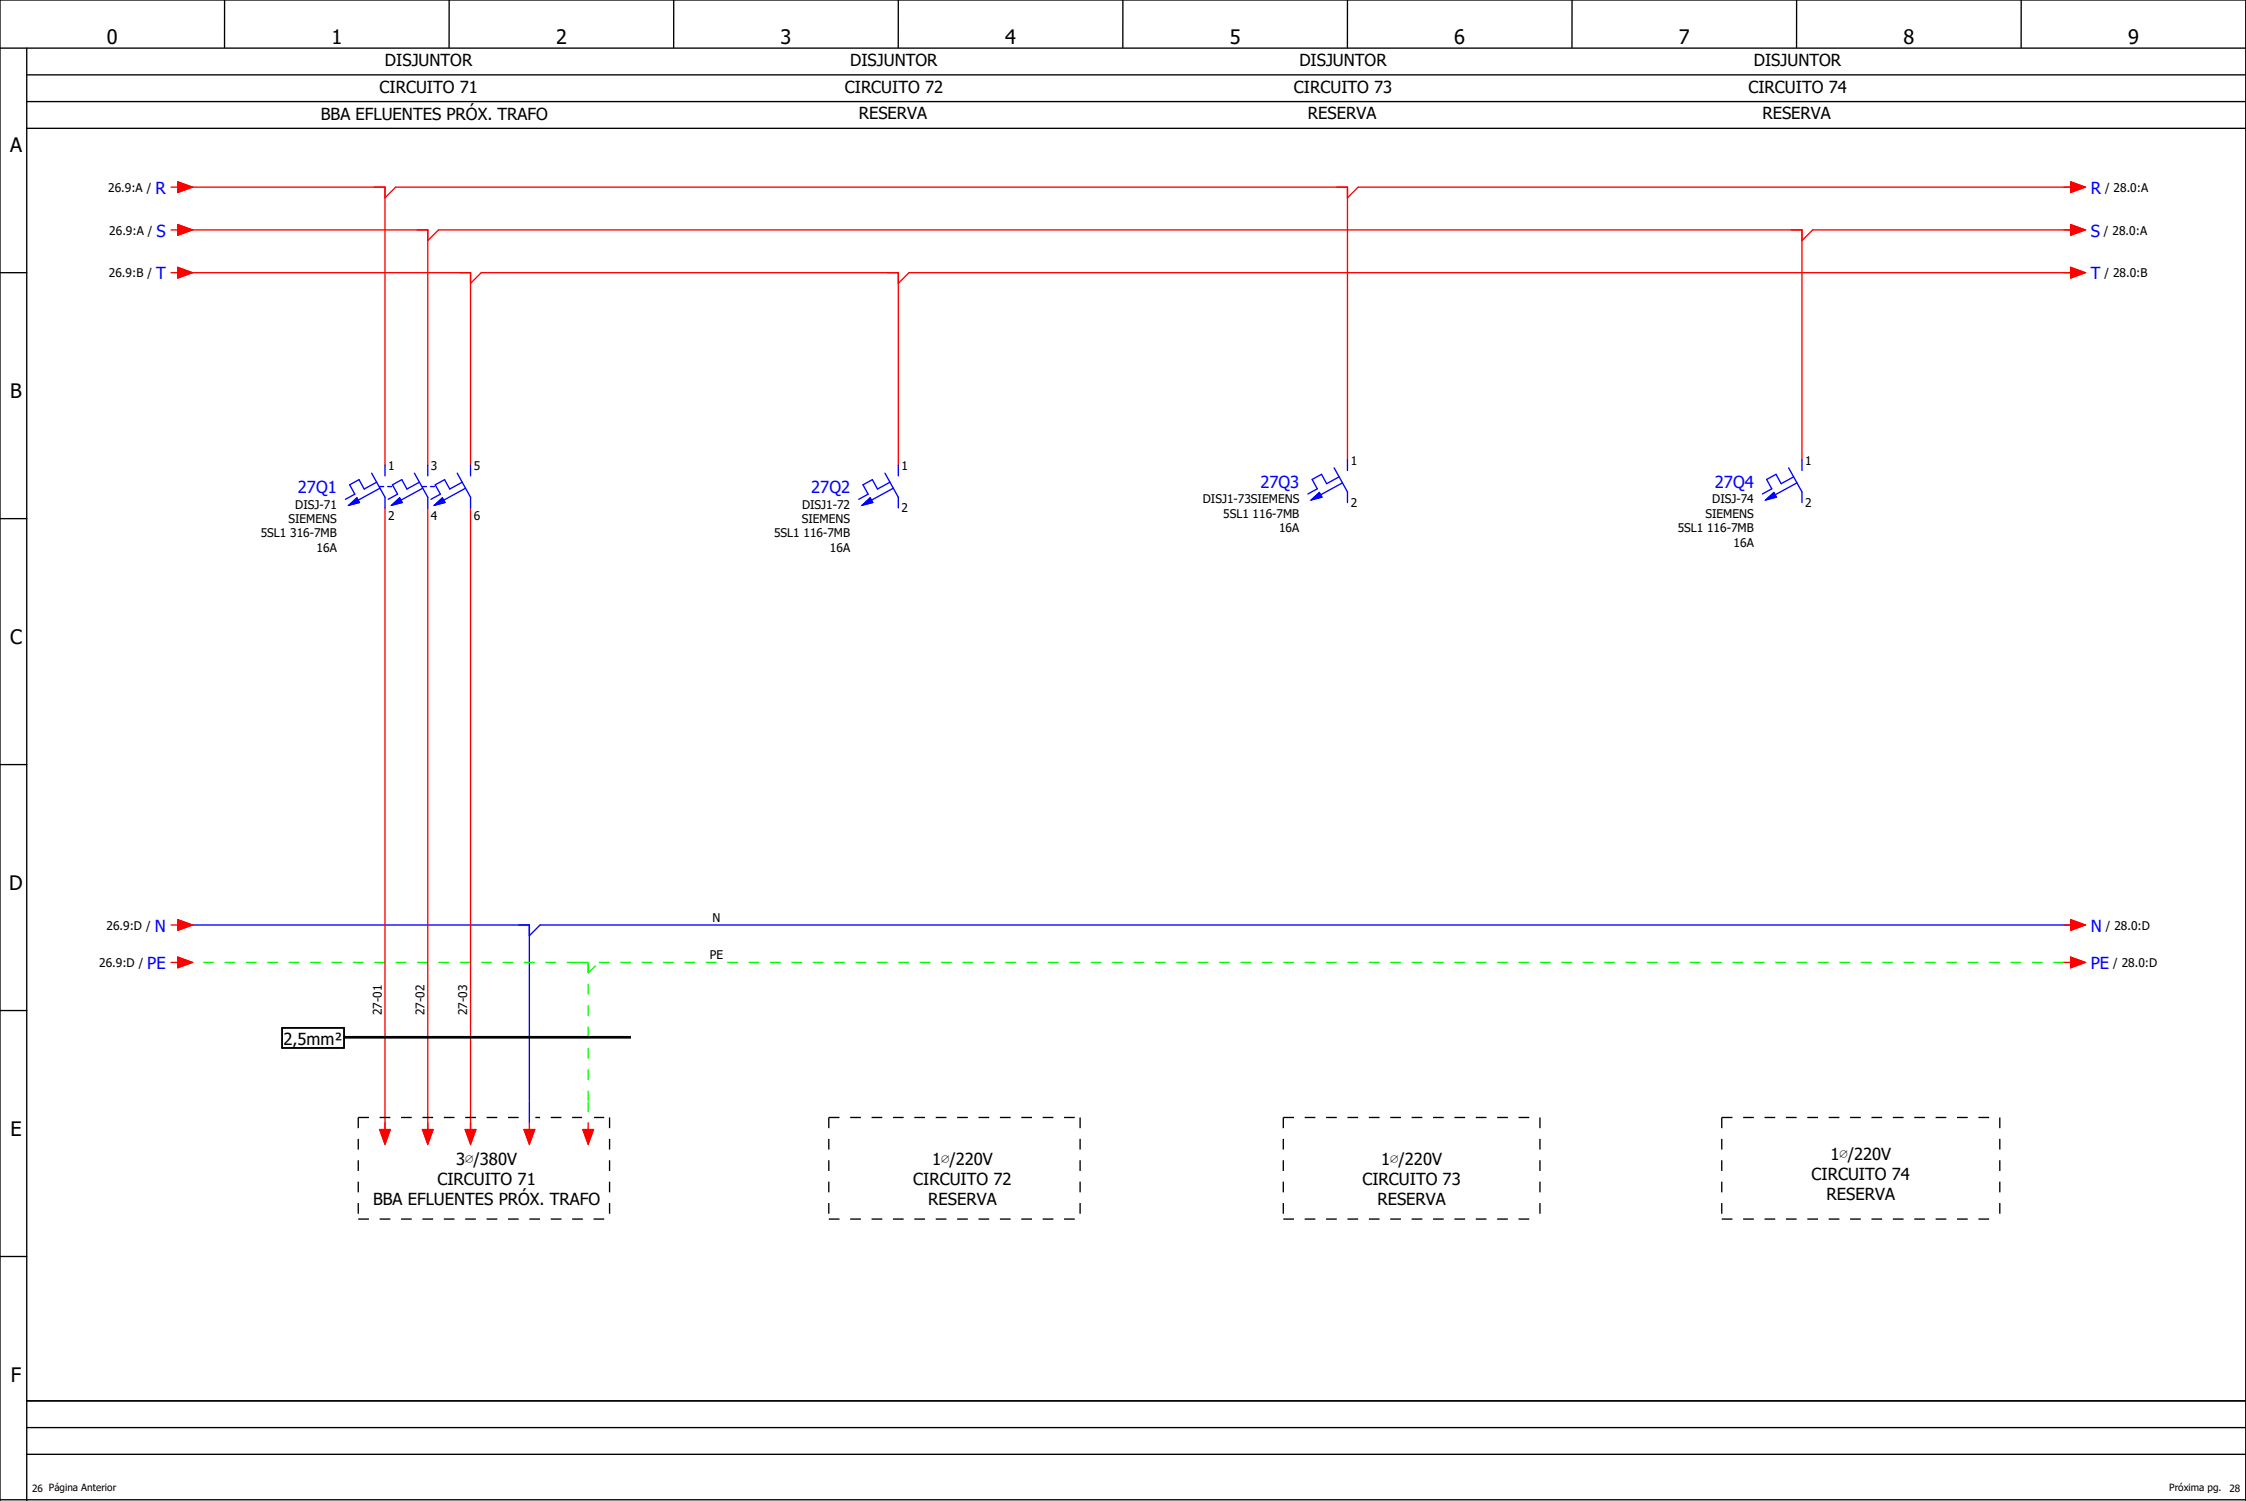 0 1 2 3 4 5 6 7 8 9
DISJUNTOR DISJUNTOR DISJUNTOR DISJUNTOR
CIRCUITO 71 CIRCUITO 72 CIRCUITO 73 CIRCUITO 74
BBA EFLUENTES PRÓX. TRAFO RESERVA RESERVA RESERVA
A
26.9:A / R R / 28.0:A
26.9:A / S S / 28.0:A
26.9:B / T T / 28.0:B
B
1 3 5 1 1 1
27Q1
DISJ-71
SIEMENS
5SL1 316-7MB
16A
2 4 6
27Q2
DISJ1-72
SIEMENS
5SL1 116-7MB
16A
2
27Q3
DISJ1-73SIEMENS
5SL1 116-7MB
16A
2
27Q4
DISJ-74
SIEMENS
5SL1 116-7MB
16A
2
C
D
26.9:D / N N N / 28.0:D
26.9:D / PE PE PE / 28.0:D
27-01 27-02 27-03
2,5mm²
E
3∅/380V
CIRCUITO 71
BBA EFLUENTES PRÓX. TRAFO
1∅/220V
CIRCUITO 72
RESERVA
1∅/220V
CIRCUITO 73
RESERVA
1∅/220V
CIRCUITO 74
RESERVA
F
26 Página Anterior Próxima pg. 28